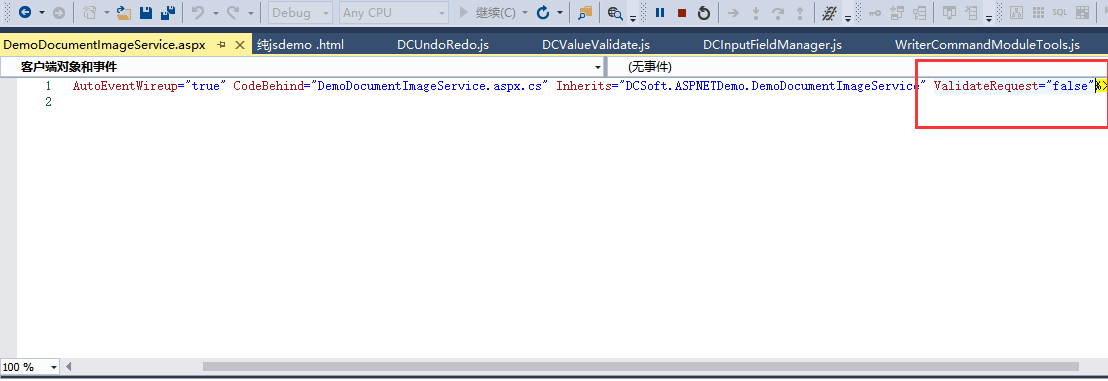 Debug Any CPU 继续(C) SQL
DemoDocumentImageService.aspx 纯jsdemo .html DCUndoRedo.js DCValueValidate.js DCInputFieldManager.js WriterCommandModuleTools.js
客户端对象和事件 (无事件)
1 AutoEventWireup="true" CodeBehind="DemoDocumentImageService.aspx.cs" Inherits="DCSoft.ASPNETDemo.DemoDocumentImageService" ValidateRequest="false"%>
2
100 %